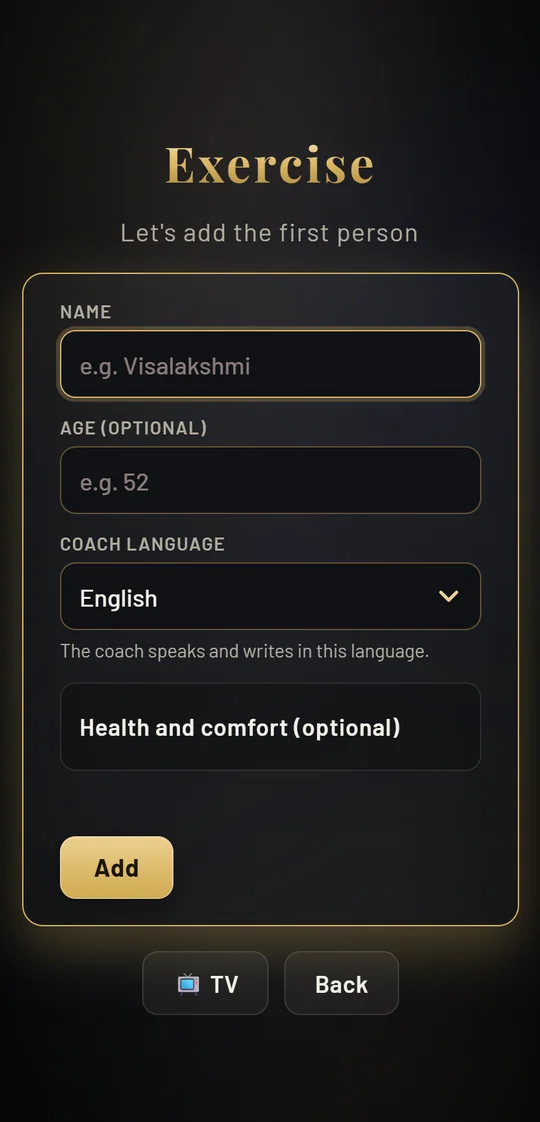 Exercise
Let's add the first person
NAME
e.g. Visalakshmi
AGE (OPTIONAL)
e.g. 52
COACH LANGUAGE
English
The coach speaks and writes in this language.
Health and comfort (optional)
Add
TV
Back